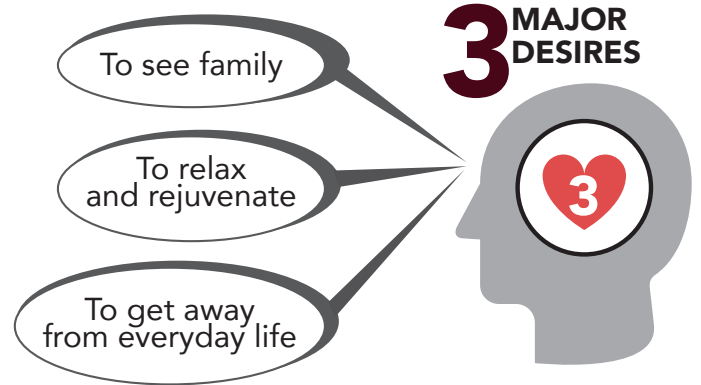 3 MAJOR
DESIRES
To see family
To relax
and rejuvenate
To get away
from everyday life
3